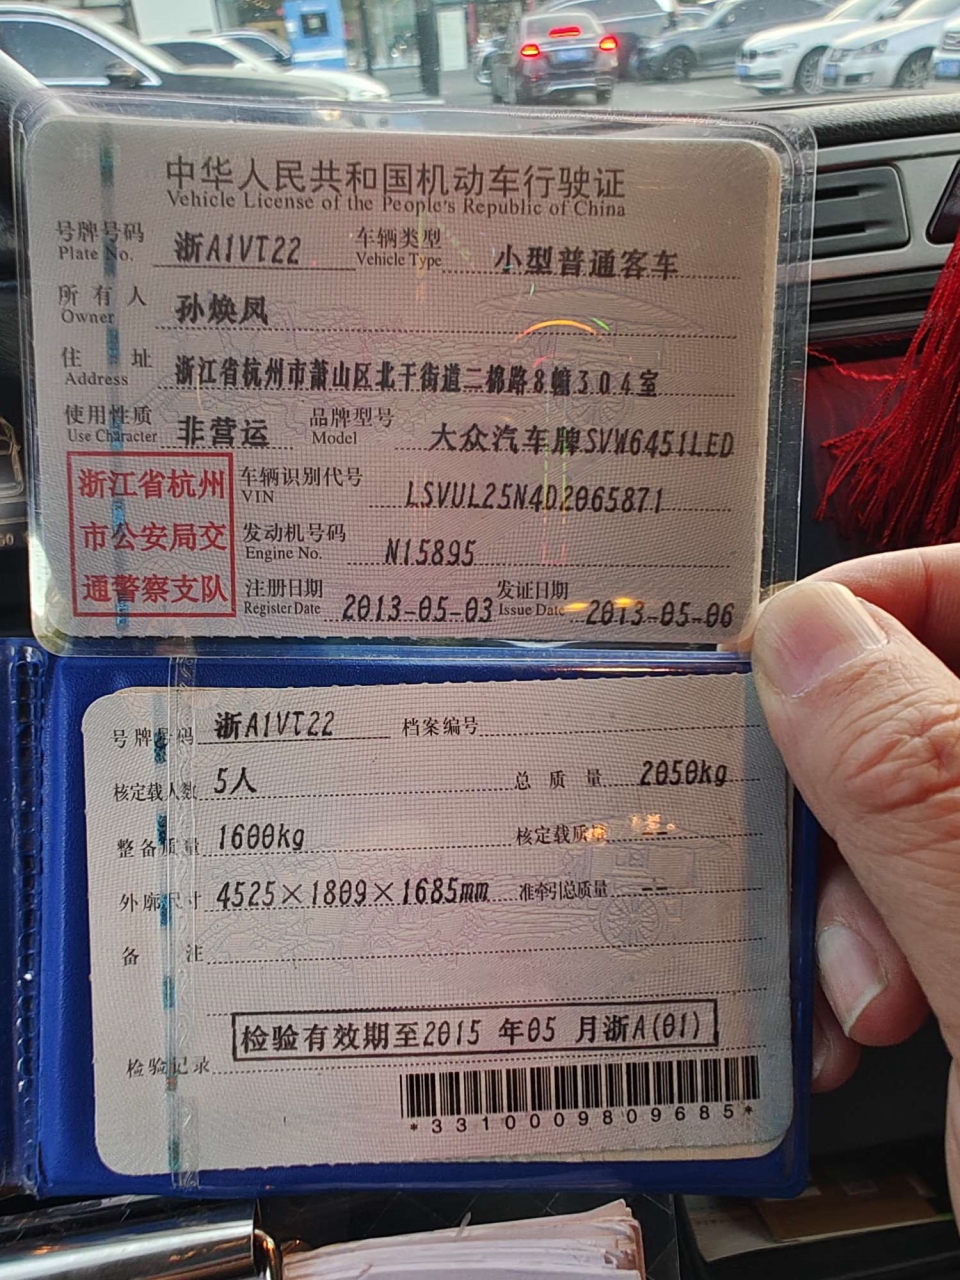 中华人民共和国机动车行驶证
Vehicle License of the People's Republic of China
号牌号码 浙A1VT22 车辆类型 小型普通客车
Plate No. Vehicle Type
所有人 孙焕凤
Owner
住址 浙江省杭州市萧山区北干街道二棉路8幢304室
Address
使用性质 非营运 品牌型号 大众汽车牌SVW6451LED
Use Character Model
浙江省杭州
市公安局交
通警察支队
车辆识别代号 LSVUL25N4D2065871
VIN
发动机号码 N15895
Engine No.
注册日期 2013-05-03 发证日期 2013-05-06
Register Date Issue Date
号牌号码 浙A1VT22 档案编号
核定载人数 5人 总质量 2050kg
整备质量 1600kg 核定载质量 --
外廓尺寸 4525×1809×1685mm 准牵引总质量 --
备注
检验有效期至2015 年05 月浙A(01)
检验记录
*3310009809685*